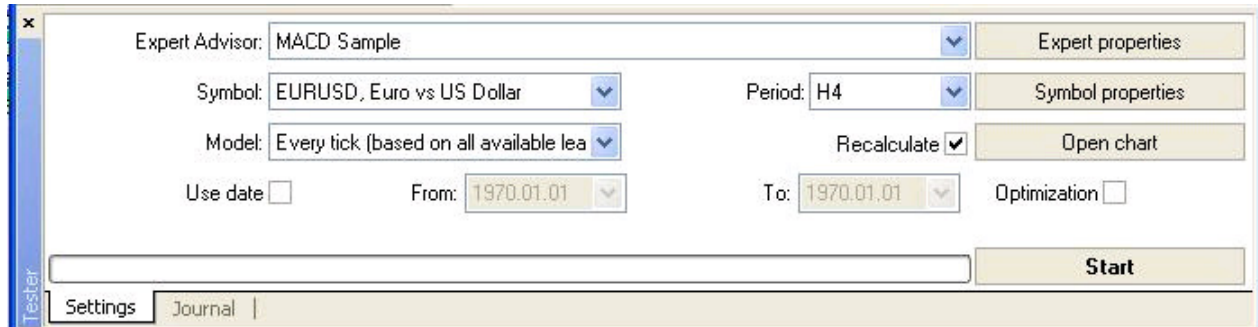 Expert Advisor: MACD Sample Expert properties
Symbol: EURUSD, Euro vs US Dollar Period: H4 Symbol properties
Model: Every tick (based on all available lea Recalculate Open chart
Use date From: 1970.01.01 To: 1970.01.01 Optimization
Start
Tester
Settings Journal